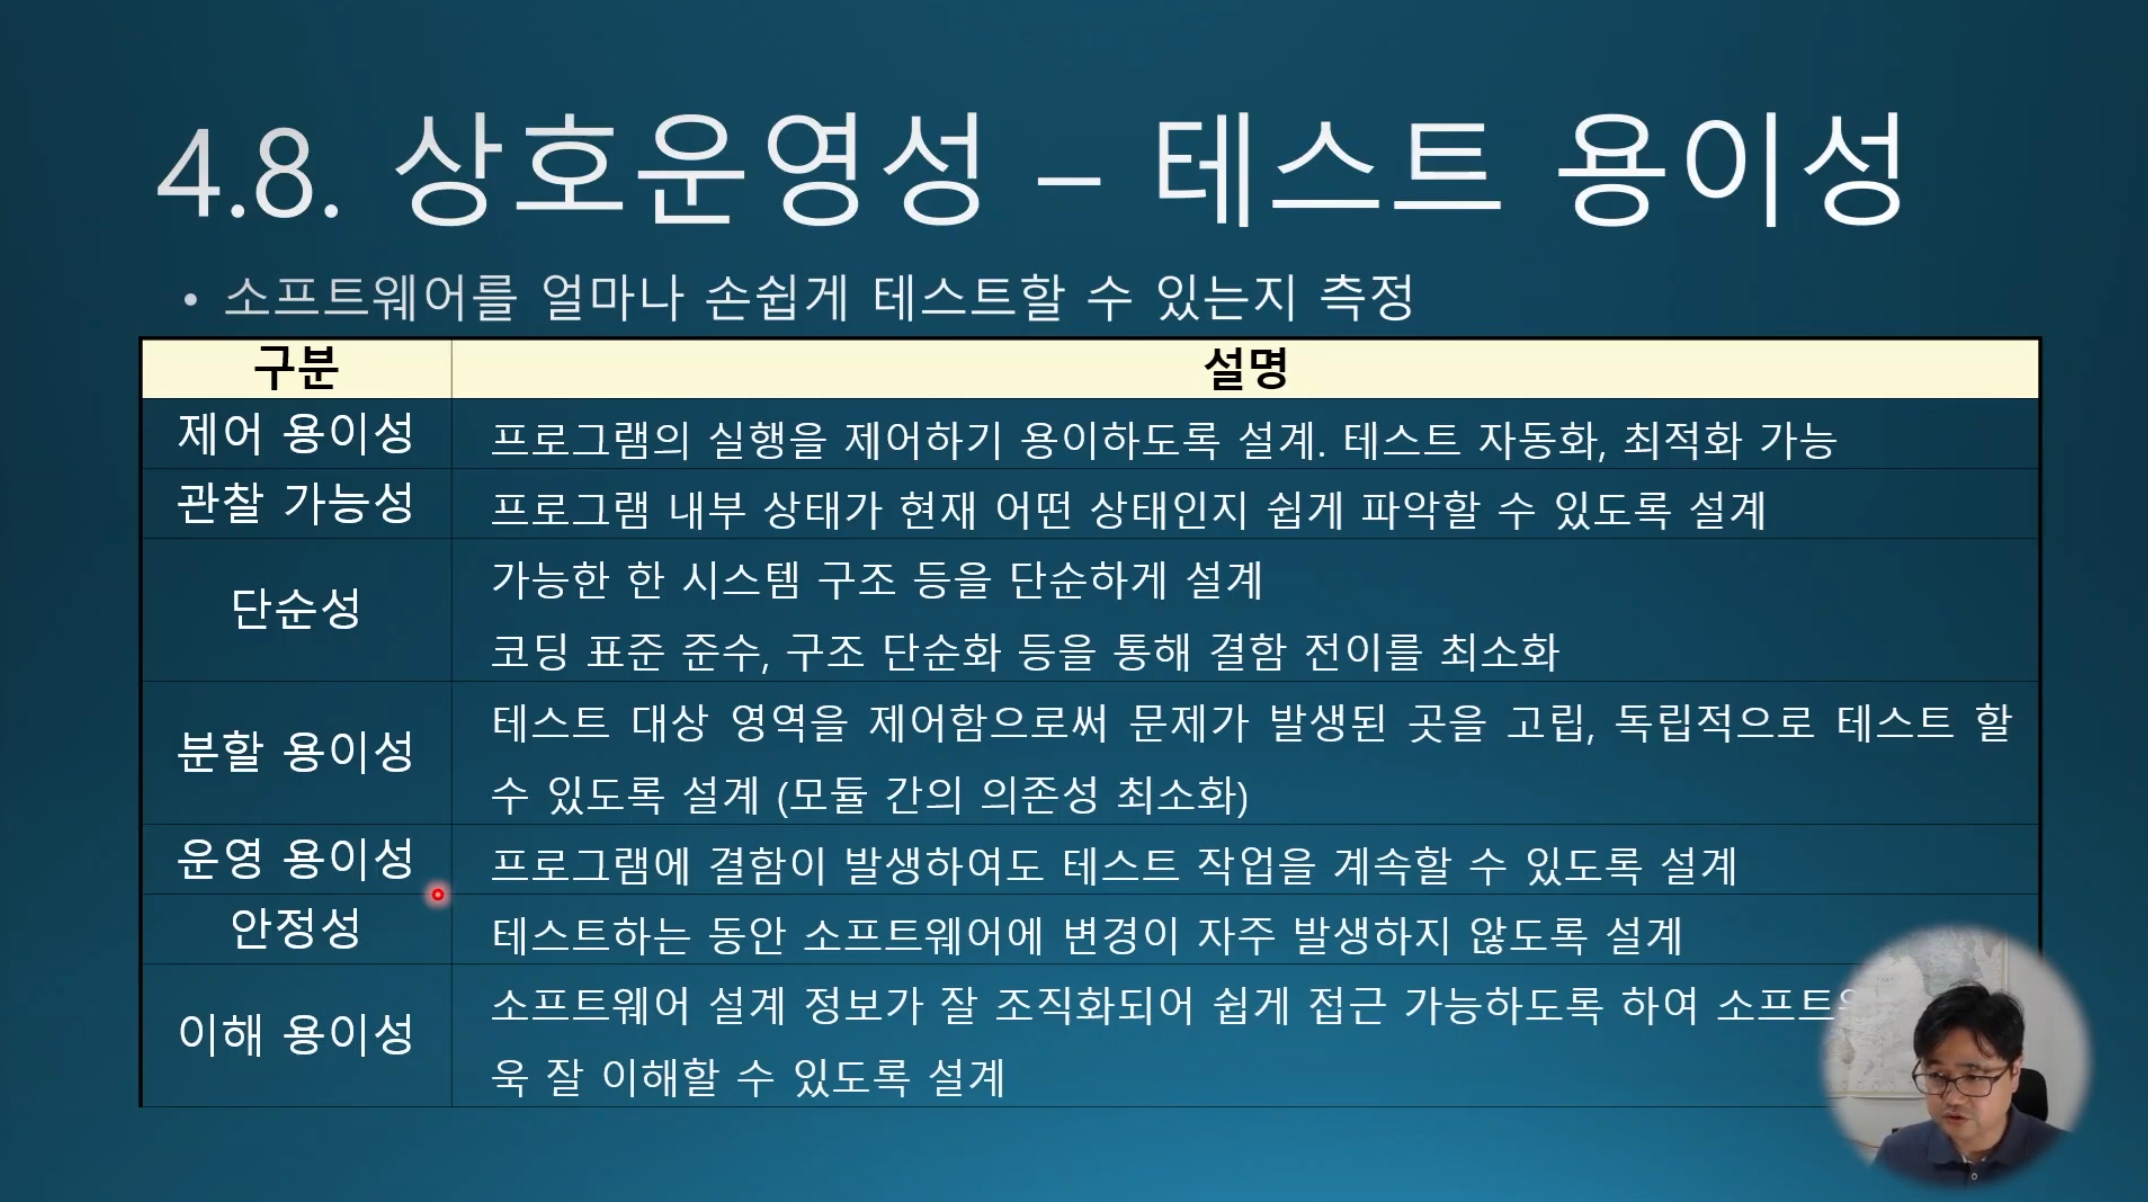 4.8. 상호운영성 – 테스트 용이성
• 소프트웨어를 얼마나 손쉽게 테스트할 수 있는지 측정
구분 설명
제어 용이성 프로그램의 실행을 제어하기 용이하도록 설계. 테스트 자동화, 최적화 가능
관찰 가능성 프로그램 내부 상태가 현재 어떤 상태인지 쉽게 파악할 수 있도록 설계
단순성
가능한 한 시스템 구조 등을 단순하게 설계
코딩 표준 준수, 구조 단순화 등을 통해 결함 전이를 최소화
분할 용이성
테스트 대상 영역을 제어함으로써 문제가 발생된 곳을 고립, 독립적으로 테스트 할
수 있도록 설계 (모듈 간의 의존성 최소화)
운영 용이성 프로그램에 결함이 발생하여도 테스트 작업을 계속할 수 있도록 설계
안정성 테스트하는 동안 소프트웨어에 변경이 자주 발생하지 않도록 설계
이해 용이성
소프트웨어 설계 정보가 잘 조직화되어 쉽게 접근 가능하도록 하여
욱 잘 이해할 수 있도록 설계